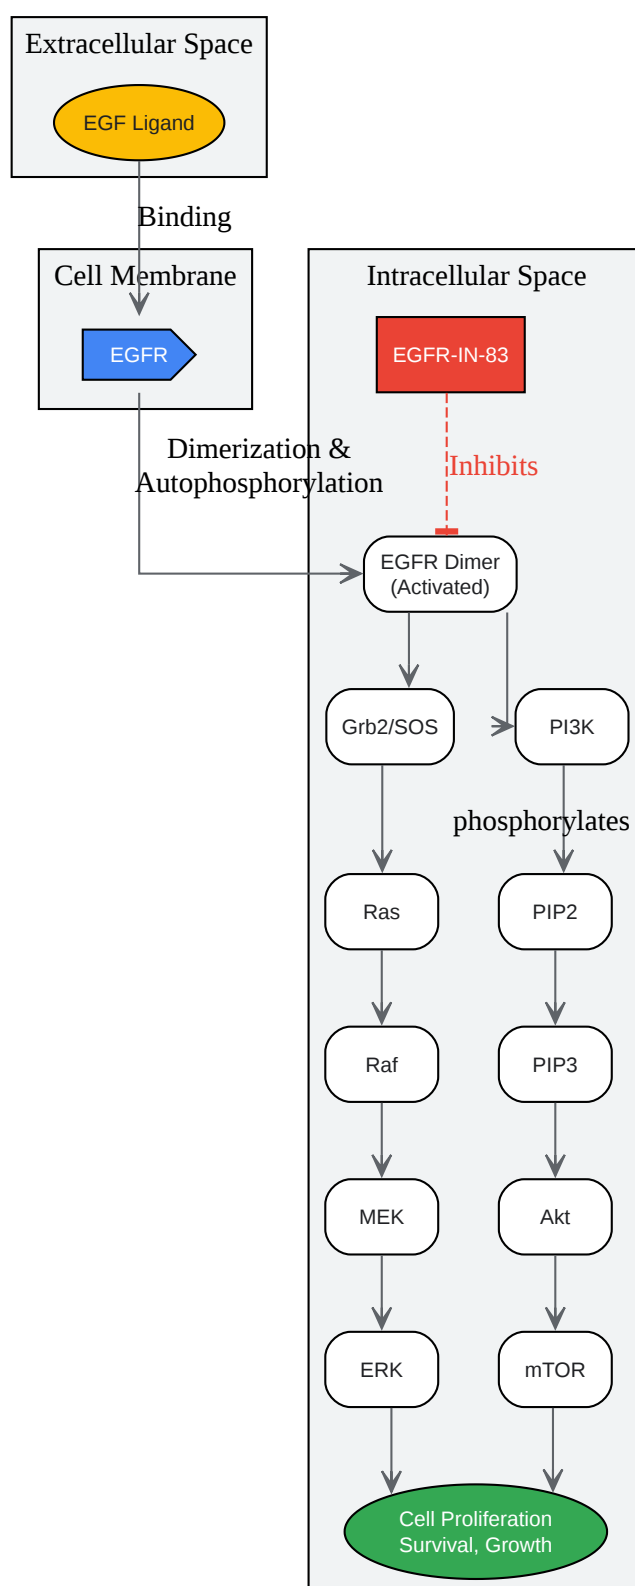 Extracellular Space
EGF Ligand
Binding
Cell Membrane
EGFR
Intracellular Space
EGFR-IN-83
Dimerization &
Autophosphorylation
Inhibits
EGFR Dimer
(Activated)
Grb2/SOS
PI3K
phosphorylates
Ras
PIP2
Raf
PIP3
MEK
Akt
ERK
mTOR
Cell Proliferation
Survival, Growth